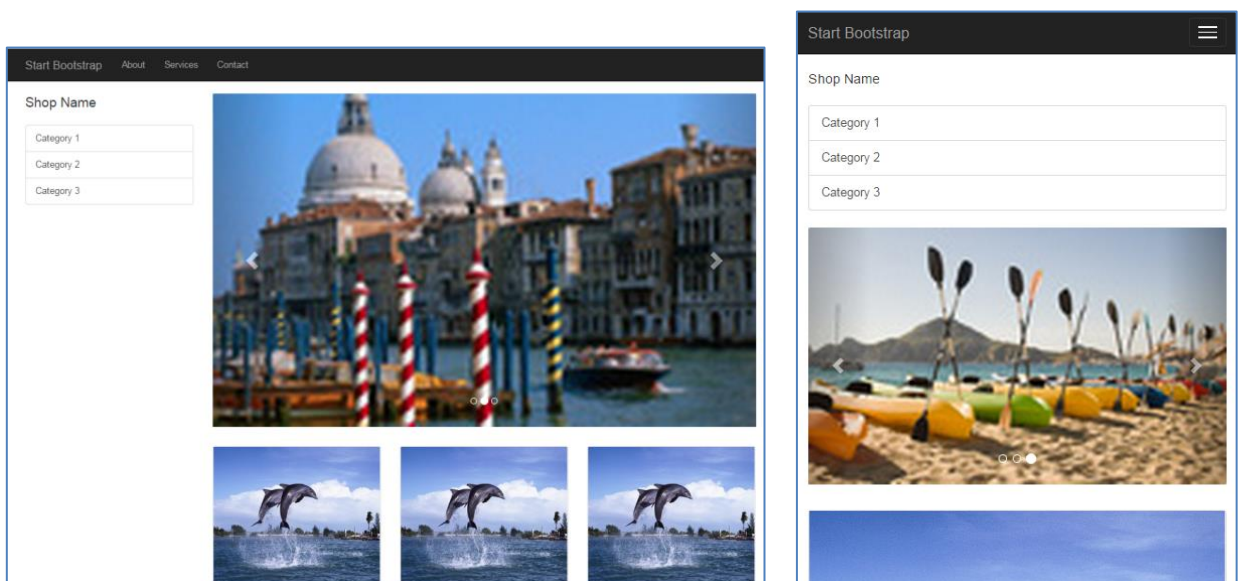 Start Bootstrap About Services Contact
Shop Name
Category 1
Category 2
Category 3
Start Bootstrap
Shop Name
Category 1
Category 2
Category 3